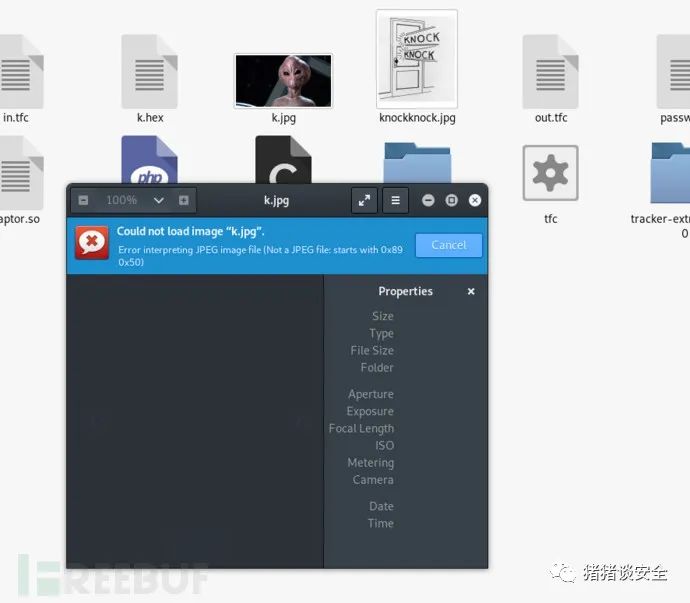 KNOCK
KNOCK
in.tfc
k.hex
k.jpg
knockknock.jpg
out.tfc
passw
php
C
aptor.so
tfc
tracker-ext
0
100%
k.jpg
Could not load image “k.jpg”.
Error interpreting JPEG image file (Not a JPEG file: starts with 0x89
0x50)
Cancel
Properties
Size
Type
File Size
Folder
Aperture
Exposure
Focal Length
ISO
Metering
Camera
Date
Time
FREEBUF
猪猪谈安全